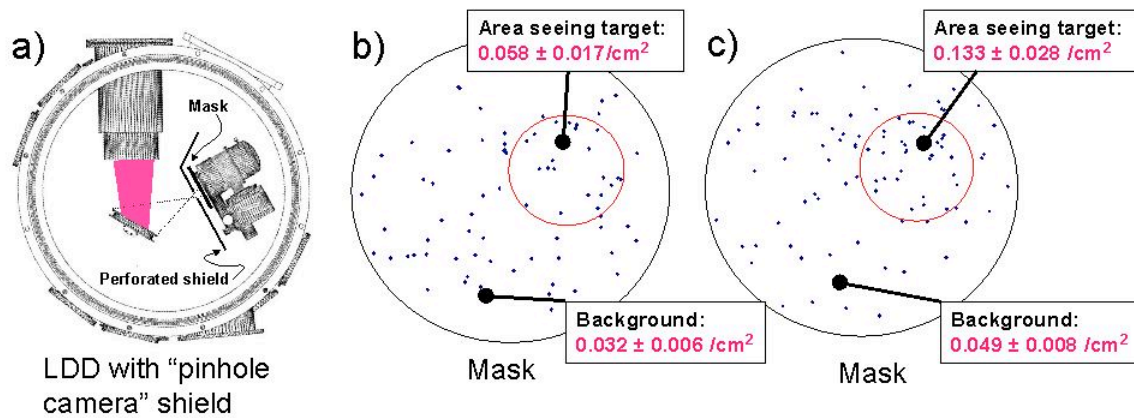 a)
Mask
Perforated shield
LDD with “pinhole
camera” shield
b)
Area seeing target:
0.058 ± 0.017/cm²
Background:
0.032 ± 0.006 /cm²
Mask
c)
Area seeing target:
0.133 ± 0.028 /cm²
Background:
0.049 ± 0.008 /cm²
Mask